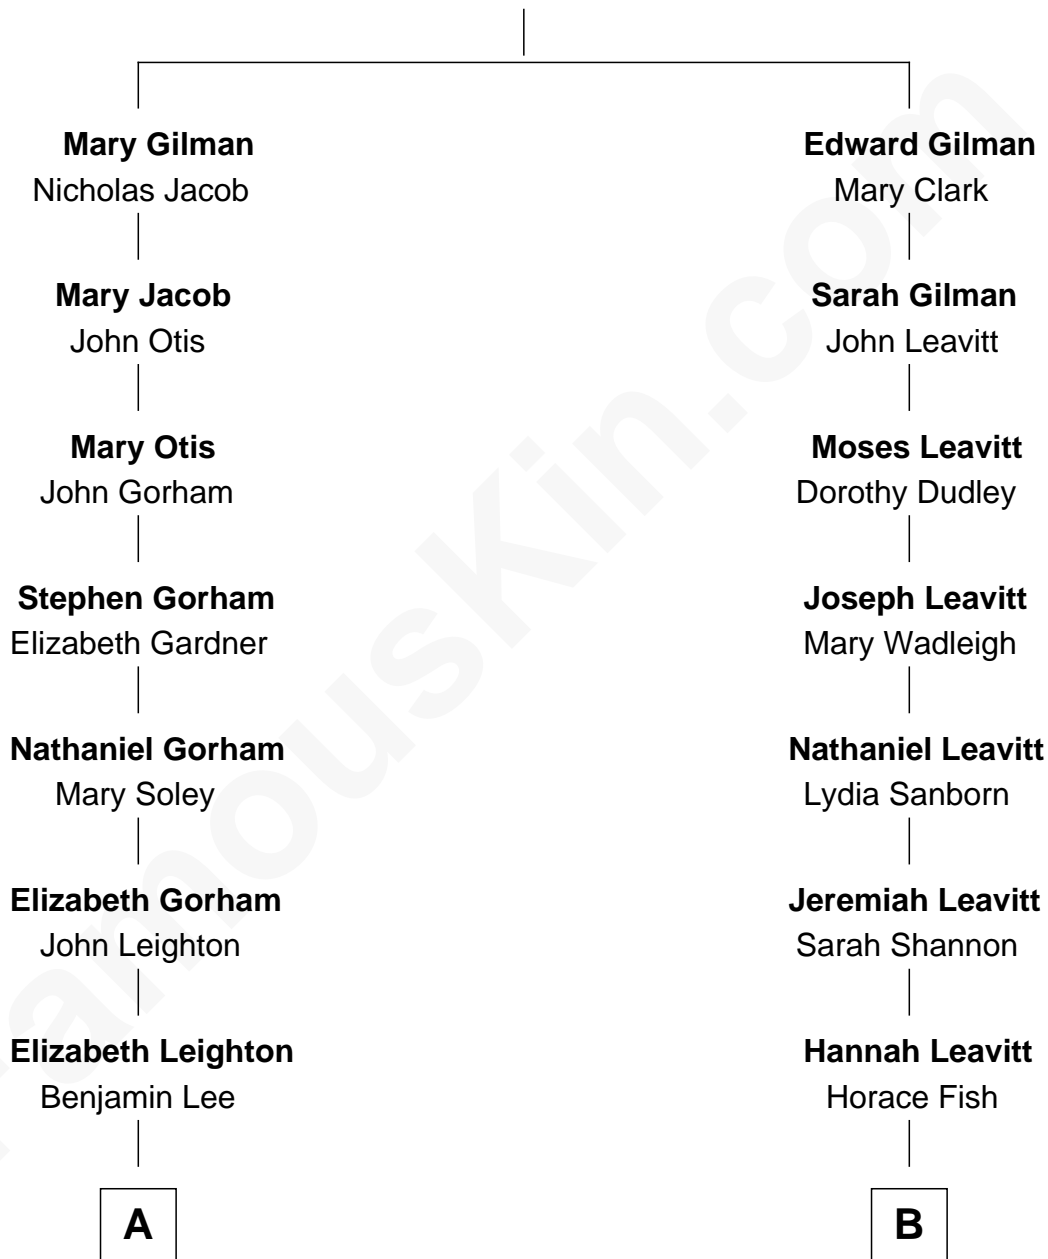 Mary Gilman
Nicholas Jacob
Mary Jacob
John Otis
Mary Otis
John Gorham
Stephen Gorham
Elizabeth Gardner
Nathaniel Gorham
Mary Soley
Elizabeth Gorham
John Leighton
Elizabeth Leighton
Benjamin Lee
A
Edward Gilman
Mary Clark
Sarah Gilman
John Leavitt
Moses Leavitt
Dorothy Dudley
Joseph Leavitt
Mary Wadleigh
Nathaniel Leavitt
Lydia Sanborn
Jeremiah Leavitt
Sarah Shannon
Hannah Leavitt
Horace Fish
B
FamousKin.com